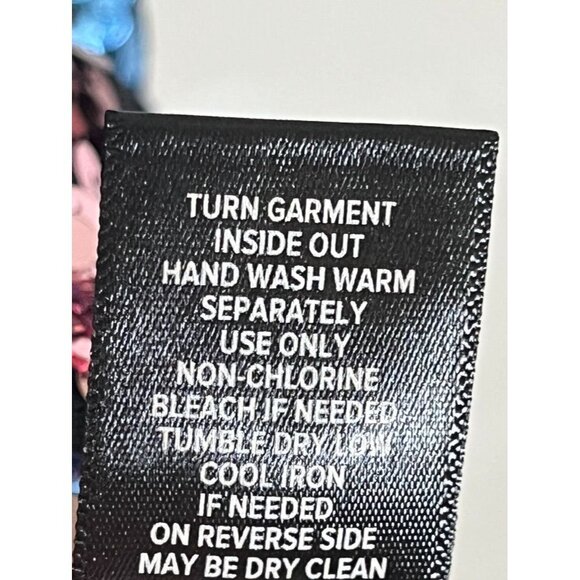 TURN GARMENT
INSIDE OUT
HAND WASH WARM
SEPARATELY
USE ONLY
NON-CHLORINE
BLEACH IF NEEDED
TUMBLE DRY LOW
COOL IRON
IF NEEDED
ON REVERSE SIDE
MAY BE DRY CLEAN